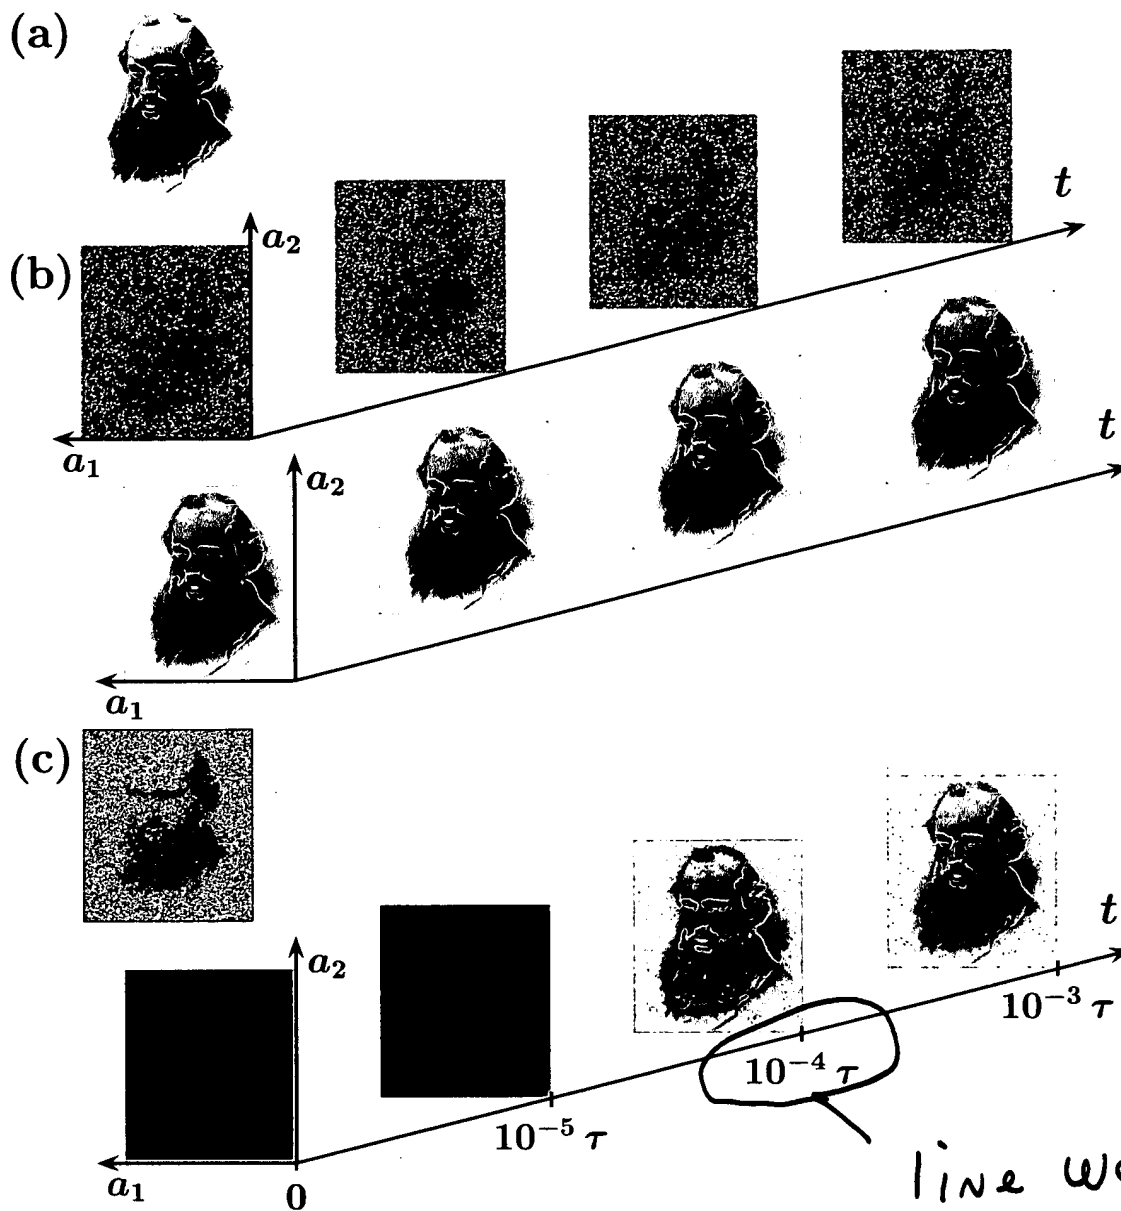 (a)
t
a₂
(b)
a₁
t
a₂
a₁
(c)
t
a₂
10⁻³ τ
10⁻⁴ τ
10⁻⁵ τ
line
a₁
0